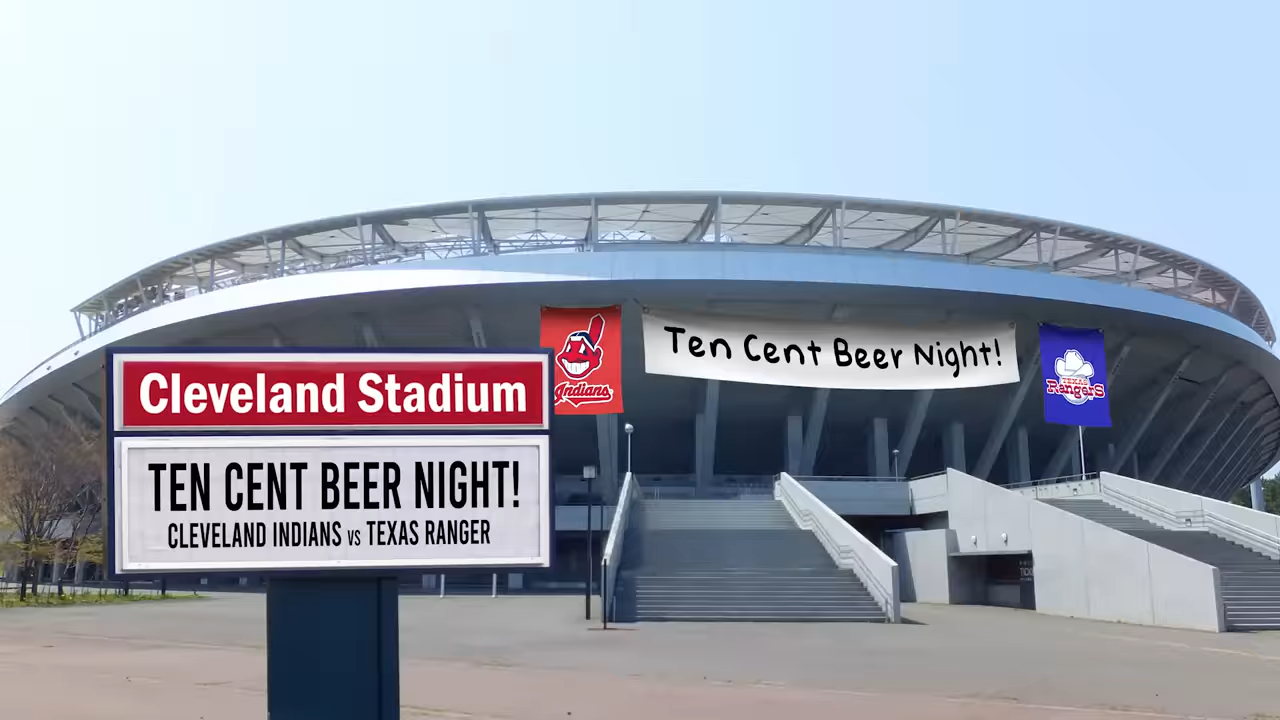 Cleveland Stadium
TEN CENT BEER NIGHT!
CLEVELAND INDIANS vs TEXAS RANGER
Indians
Ten Cent Beer Night!
TEXAS
Rangers